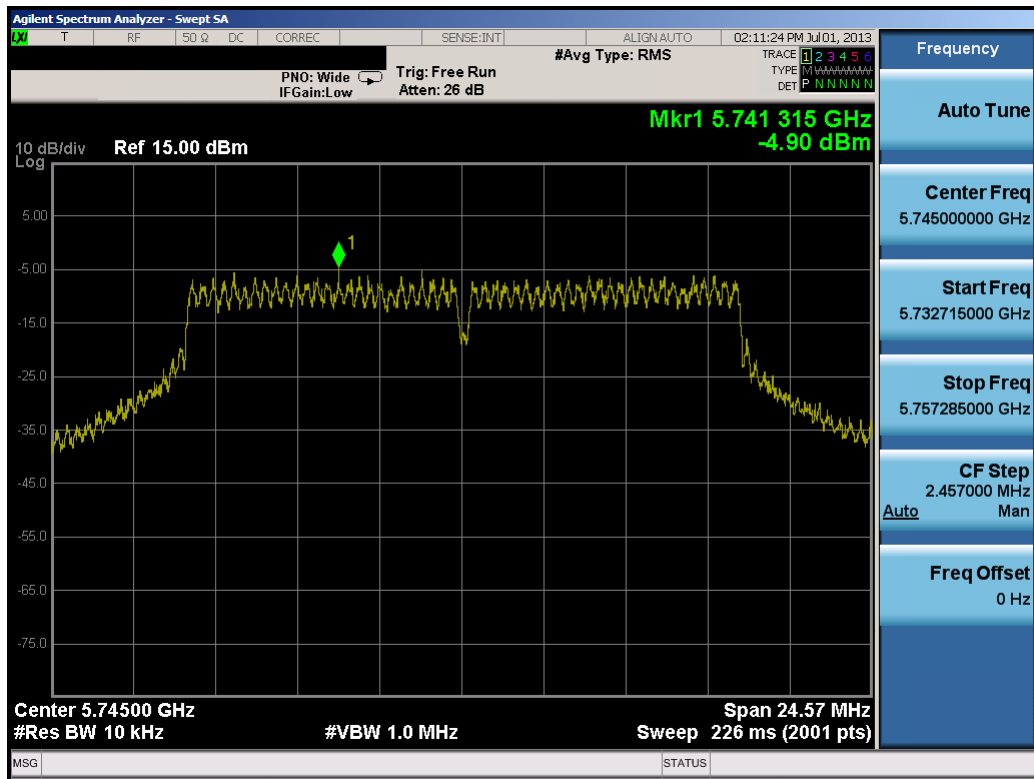 Agilent Spectrum Analyzer - Swept SA
LXI T RF 50 Ω DC CORREC SENSE:INT ALIGN AUTO 02:11:24 PM Jul 01, 2013
#Avg Type: RMS
TRACE 1 2 3 4 5 6
PNO: Wide Trig: Free Run
TYPE M WWWWW
IFGain:Low Atten: 26 dB
DET P N N N N N
Mkr1 5.741 315 GHz
-4.90 dBm
10 dB/div Ref 15.00 dBm
Log
5.00
1
-5.00
-15.0
-25.0
-35.0
-45.0
-55.0
-65.0
-75.0
Center 5.74500 GHz Span 24.57 MHz
#Res BW 10 kHz #VBW 1.0 MHz Sweep 226 ms (2001 pts)
MSG STATUS
Frequency
Auto Tune
Center Freq
5.745000000 GHz
Start Freq
5.732715000 GHz
Stop Freq
5.757285000 GHz
CF Step
2.457000 MHz
Auto Man
Freq Offset
0 Hz